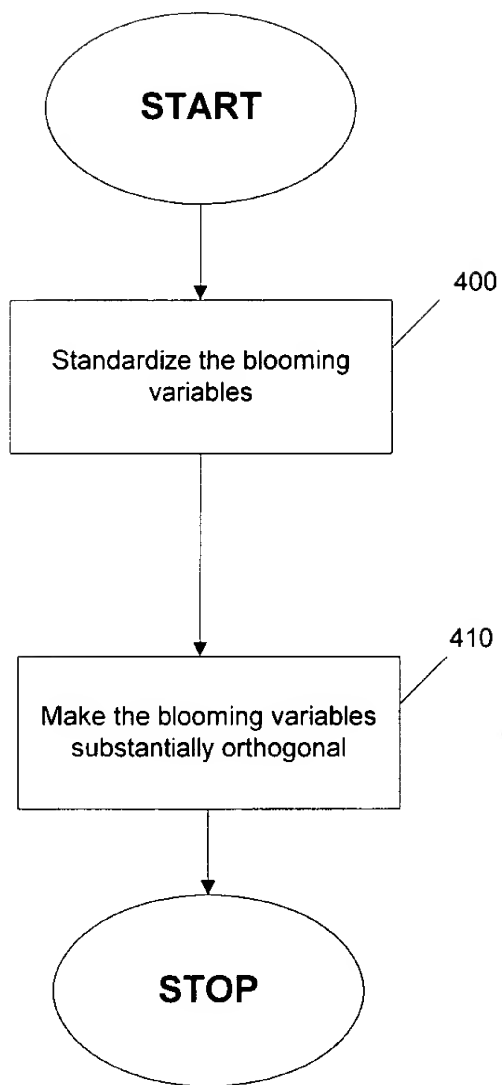 START
400
Standardize the blooming
variables
410
Make the blooming variables
substantially orthogonal
STOP